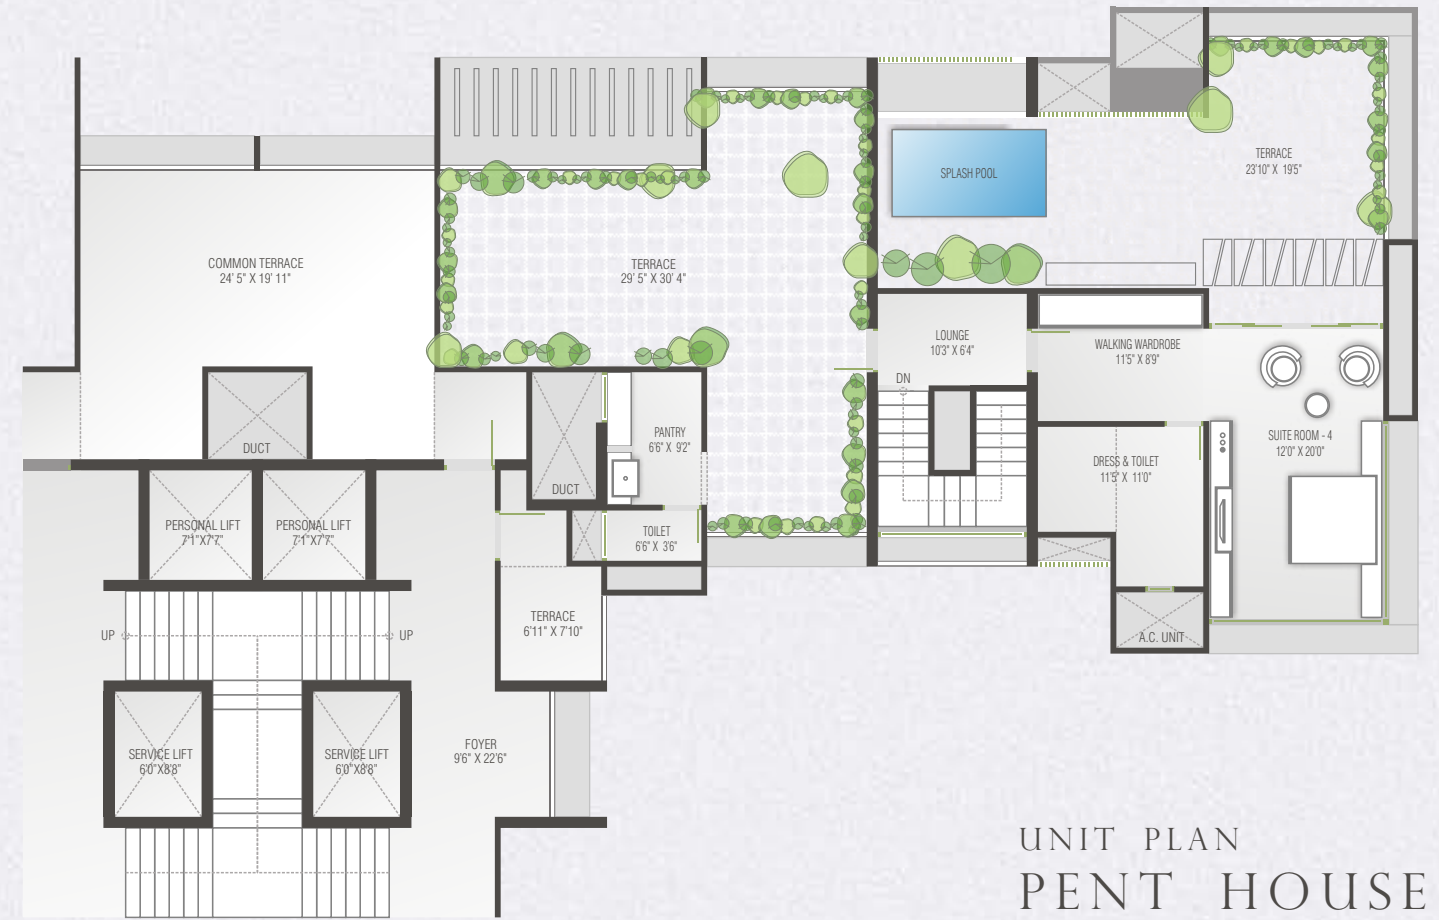 TERRACE
23'10" X 19'5"
SPLASH POOL
COMMON TERRACE
24' 5" X 19' 11"
TERRACE
29' 5" X 30' 4"
LOUNGE
10'3" X 6'4"
WALKING WARDROBE
11'5" X 8'9"
DN
PANTRY
6'6" X 9'2"
SUITE ROOM - 4
12'0" X 20'0"
DUCT
DRESS & TOILET
11'5" X 11'0"
DUCT
PERSONAL LIFT
7'1"X7'7"
PERSONAL LIFT
7'1"X7'7"
TOILET
6'6" X 3'6"
TERRACE
6'11" X 7'10"
UP
UP
A.C. UNIT
FOYER
9'6" X 22'6"
SERVICE LIFT
6'0"X8'8"
SERVICE LIFT
6'0"X8'8"
UNIT PLAN
PENT HOUSE